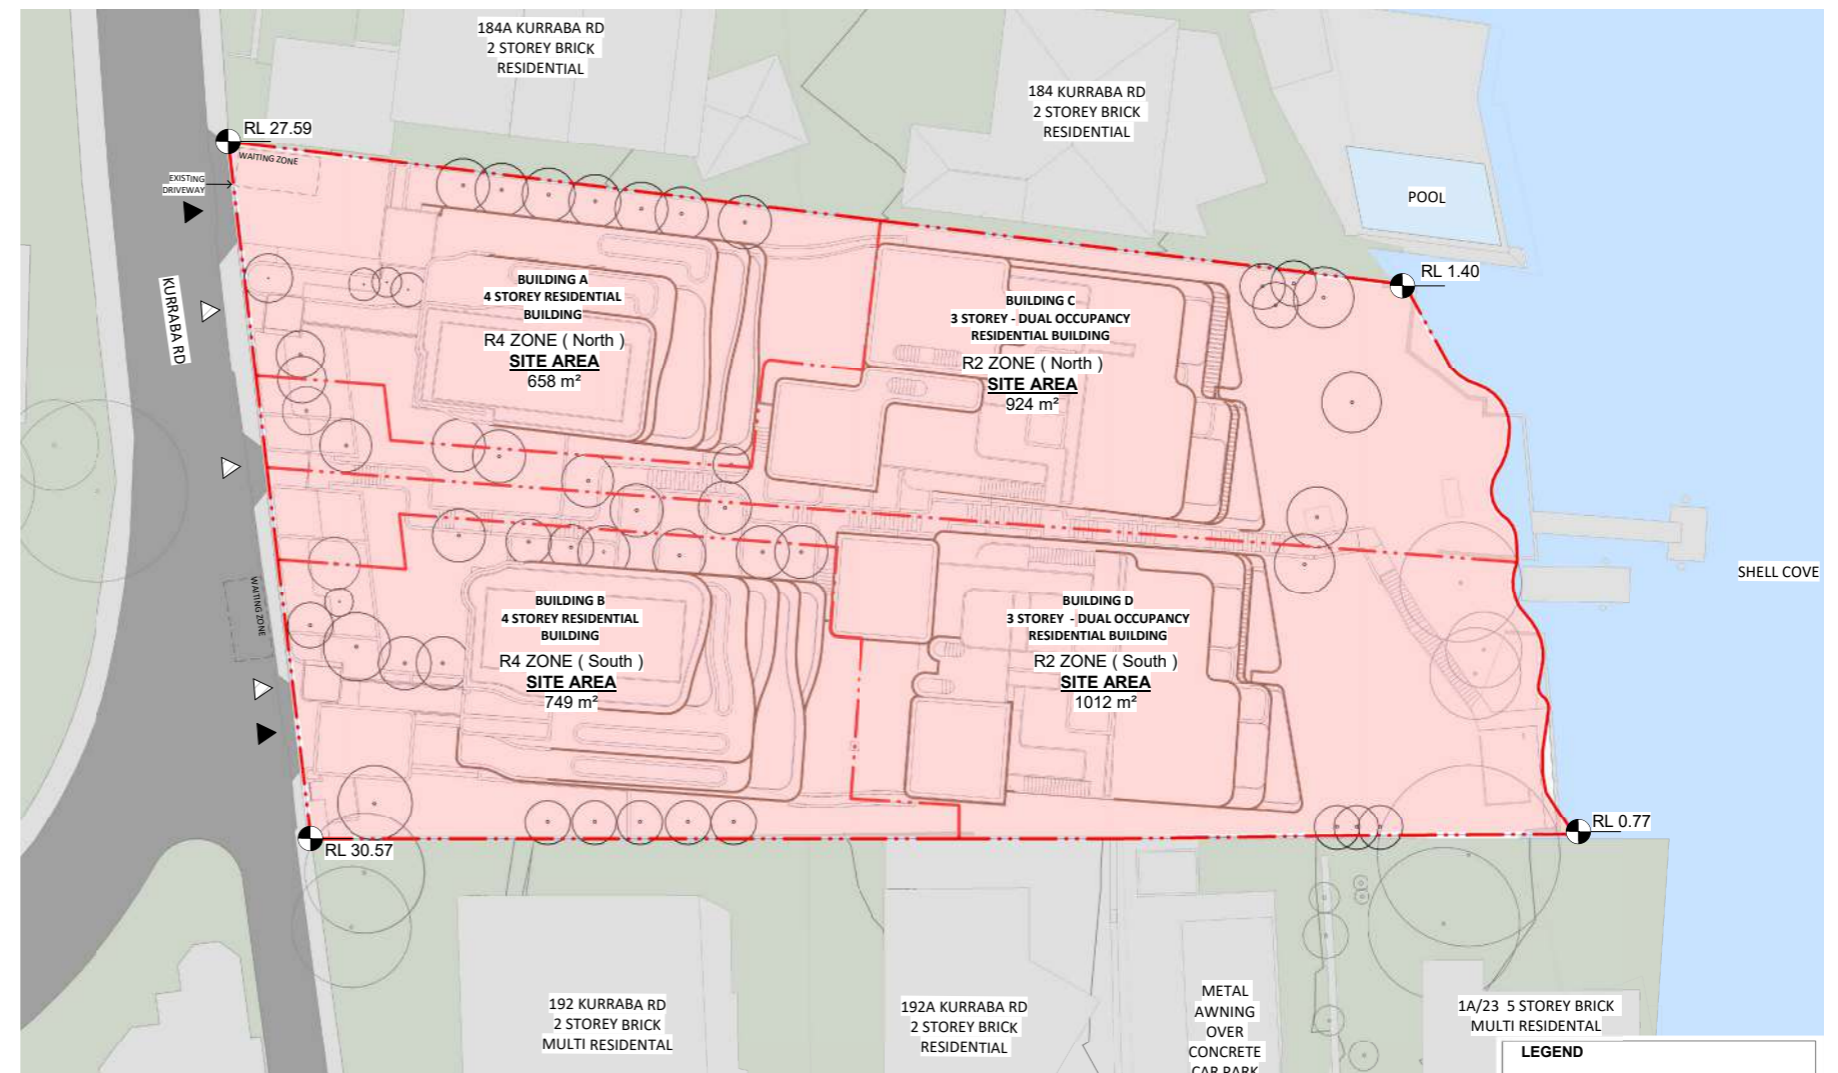 184A KURRABA RD
2 STOREY BRICK
RESIDENTIAL
184 KURRABA RD
2 STOREY BRICK
RESIDENTIAL
RL 27.59
WAITING ZONE
EXISTING
DRIVEWAY
POOL
RL 1.40
KURRABA RD
BUILDING A
4 STOREY RESIDENTIAL
BUILDING
R4 ZONE ( North )
SITE AREA
658 m²
BUILDING C
3 STOREY - DUAL OCCUPANCY
RESIDENTIAL BUILDING
R2 ZONE ( North )
SITE AREA
924 m²
SHELL COVE
WAITING ZONE
BUILDING B
4 STOREY RESIDENTIAL
BUILDING
R4 ZONE ( South )
SITE AREA
749 m²
BUILDING D
3 STOREY - DUAL OCCUPANCY
RESIDENTIAL BUILDING
R2 ZONE ( South )
SITE AREA
1012 m²
RL 30.57
RL 0.77
192 KURRABA RD
2 STOREY BRICK
MULTI RESIDENTAL
192A KURRABA RD
2 STOREY BRICK
RESIDENTIAL
METAL
AWNING
OVER
CONCRETE
CAR PARK
1A/23 5 STOREY BRICK
MULTI RESIDENTAL
LEGEND